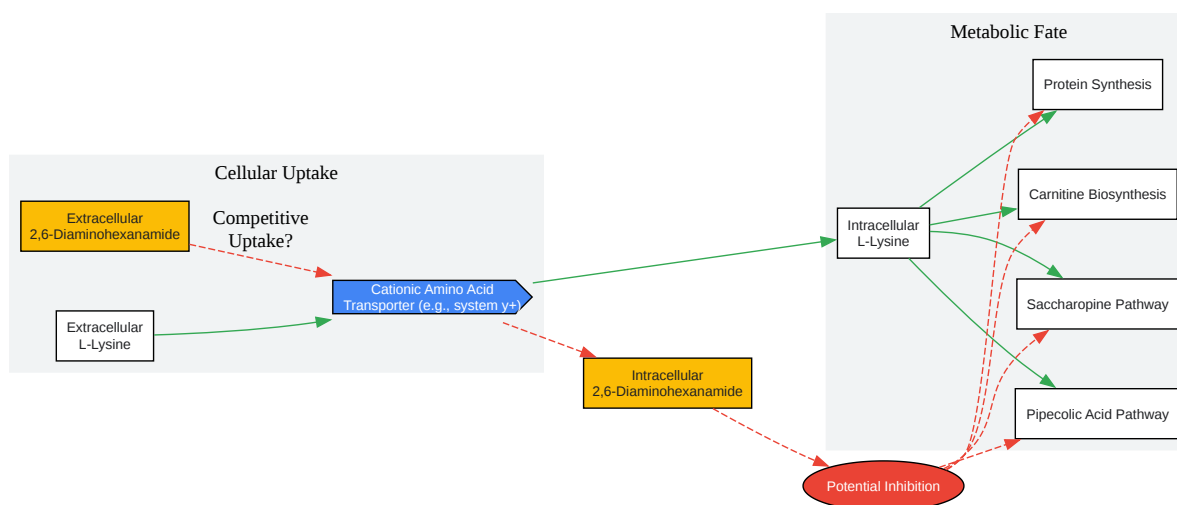 Metabolic Fate
Protein Synthesis
Cellular Uptake
Extracellular
2,6-Diaminohexanamide
Competitive
Uptake?
Carnitine Biosynthesis
Intracellular
L-Lysine
Cationic Amino Acid
Transporter (e.g., system y+)
Saccharopine Pathway
Extracellular
L-Lysine
Intracellular
2,6-Diaminohexanamide
Pipecolic Acid Pathway
Potential Inhibition